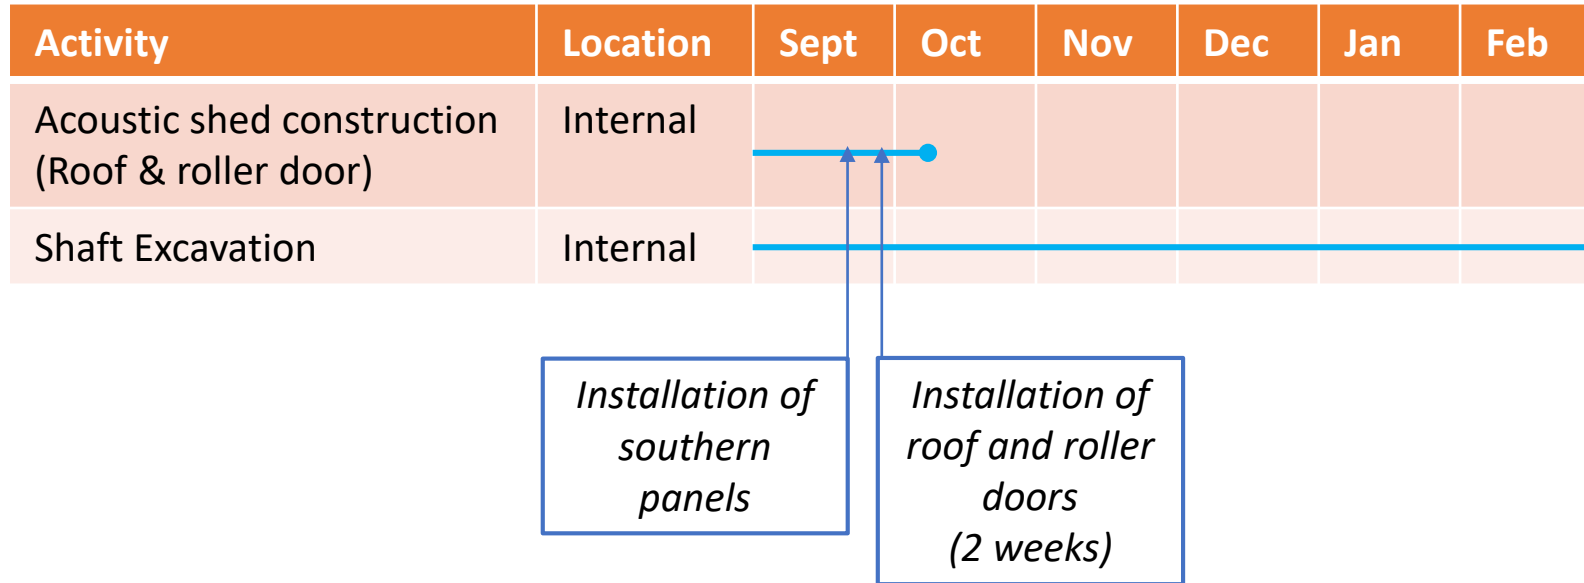 Activity Location Sept Oct Nov Dec Jan Feb
Acoustic shed construction Internal
(Roof & roller door)
Shaft Excavation Internal
Installation of
southern
panels
Installation of
roof and roller
doors
(2 weeks)